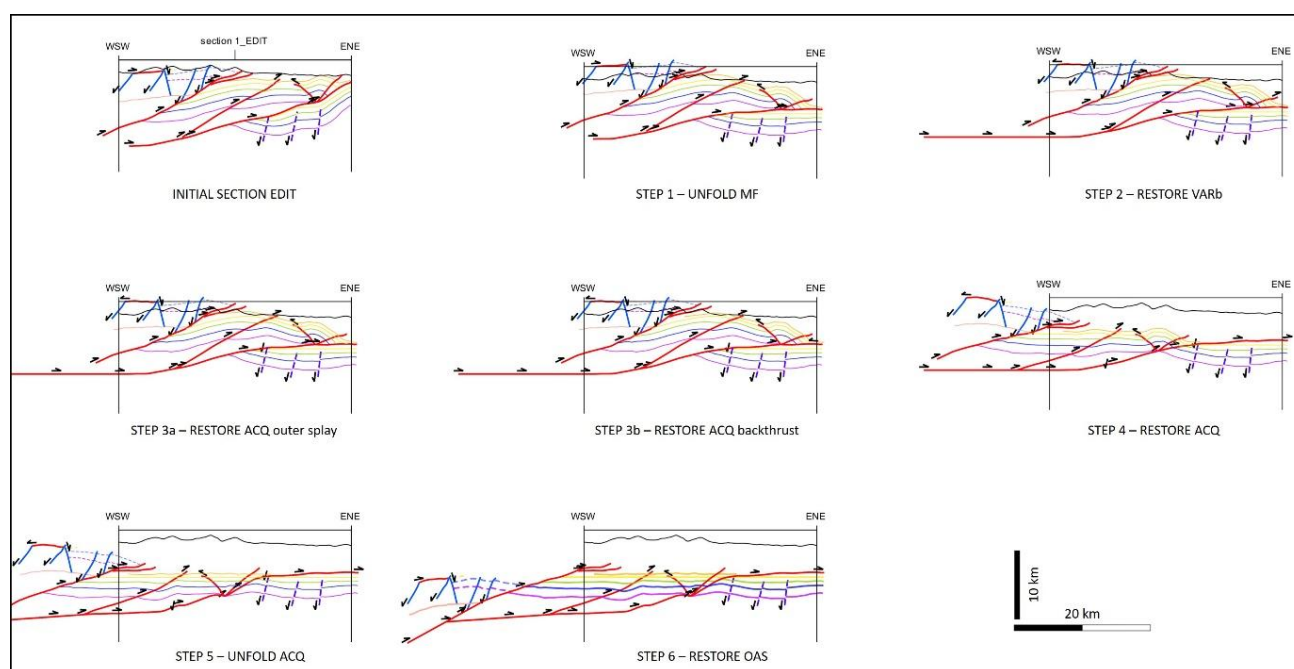 section 1_EDIT
WSW ENE
INITIAL SECTION EDIT
WSW ENE
STEP 1 – UNFOLD MF
WSW ENE
STEP 2 – RESTORE VARb
WSW ENE
STEP 3a – RESTORE ACQ outer splay
WSW ENE
STEP 3b – RESTORE ACQ backthrust
WSW ENE
STEP 4 – RESTORE ACQ
WSW ENE
STEP 5 – UNFOLD ACQ
WSW ENE
STEP 6 – RESTORE OAS
10 km
20 km